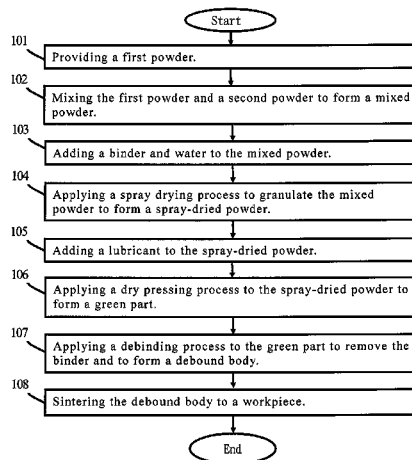 Start
101
Providing a first powder.
102
Mixing the first powder and a second powder to form a mixed
powder.
103
Adding a binder and water to the mixed powder.
104
Applying a spray drying process to granulate the mixed
powder to form a spray-dried powder.
105
Adding a lubricant to the spray-dried powder.
106
Applying a dry pressing process to the spray-dried powder to
form a green part.
107
Applying a debinding process to the green part to remove the
binder and to form a debound body.
108
Sintering the debound body to a workpiece.
End